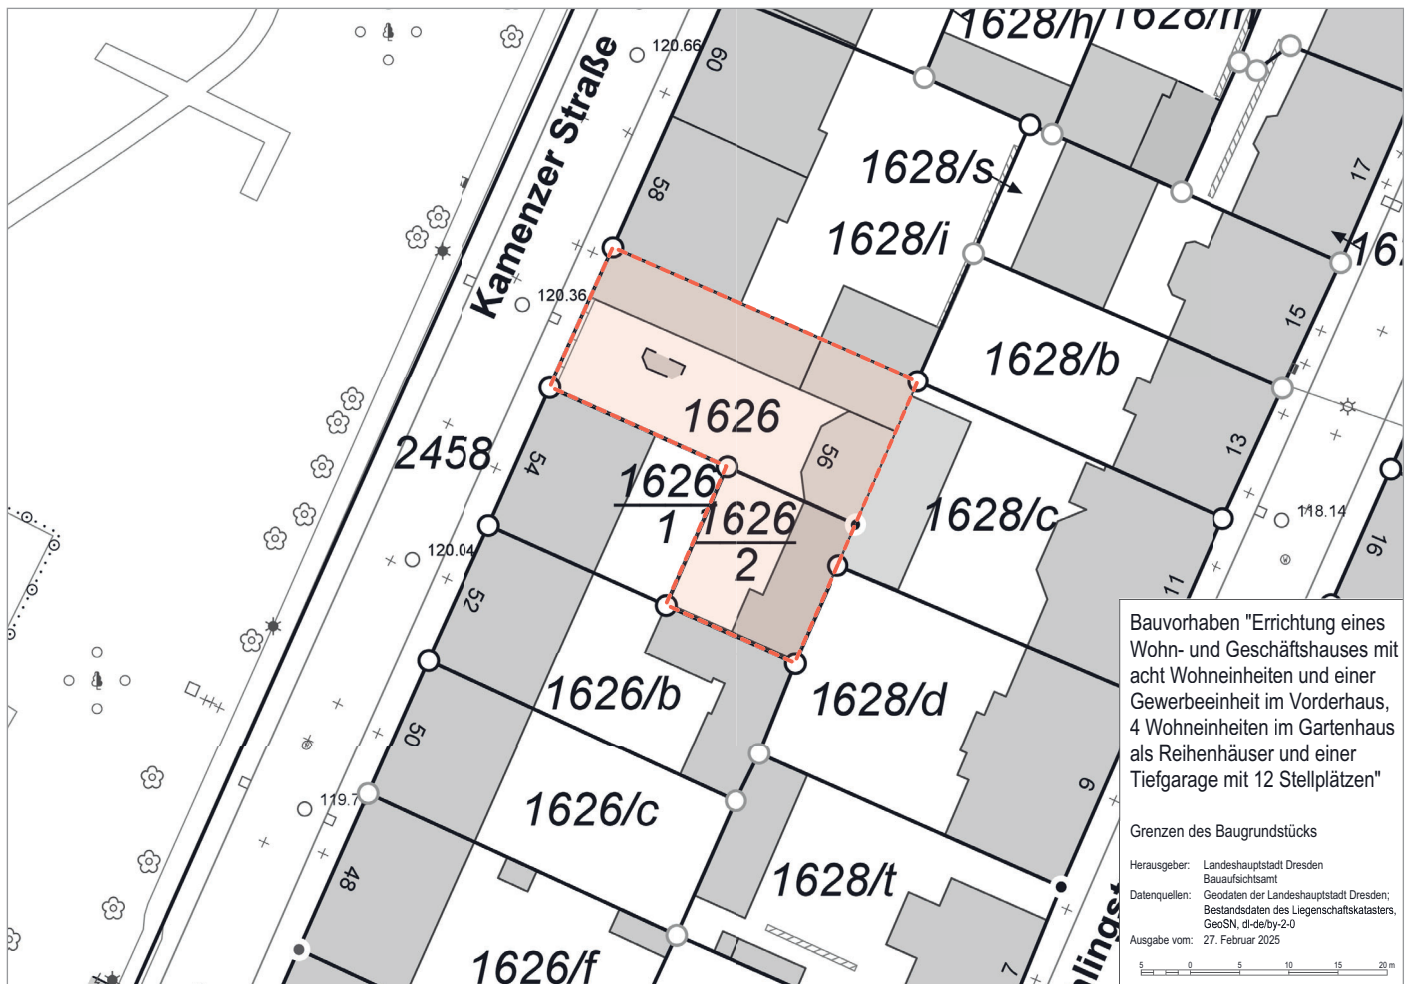 1628/h
1628/m
Kamenzer Straße
120.66
60
1628/s
17
58
1628/i
120.36
15
1628/b
1626
13
2458
54
56
1626
1
1626
2
1628/c
118.14
16
120.04
52
11
1626/b
1628/d
50
9
119.7
1626/c
48
1628/t
1626/f
7
Bauvorhaben "Errichtung eines
Wohn- und Geschäftshauses mit
acht Wohneinheiten und einer
Gewerbeeinheit im Vorderhaus,
4 Wohneinheiten im Gartenhaus
als Reihenhäuser und einer
Tiefgarage mit 12 Stellplätzen"
Grenzen des Baugrundstücks
Herausgeber: Landeshauptstadt Dresden
Bauaufsichtsamt
Datenquellen: Geodaten der Landeshauptstadt Dresden;
Bestandsdaten des Liegenschaftskatasters,
GeoSN, dl-de/by-2-0
Ausgabe vom: 27. Februar 2025
5 0 5 10 15 20 m